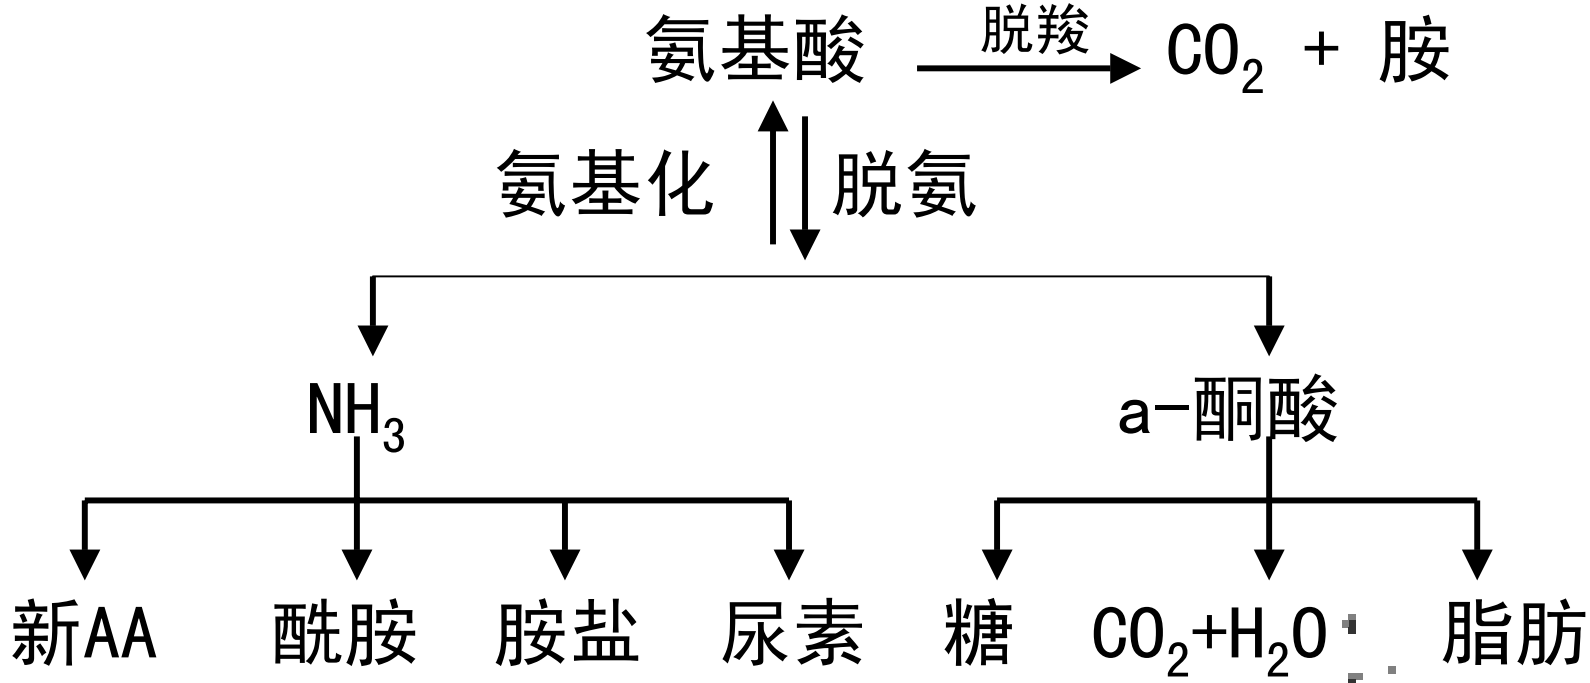 氨基酸 脱羧 CO₂ + 胺
氨基化 脱氨
NH₃ a-酮酸
新AA 酰胺 胺盐 尿素 糖 CO₂+H₂O 脂肪